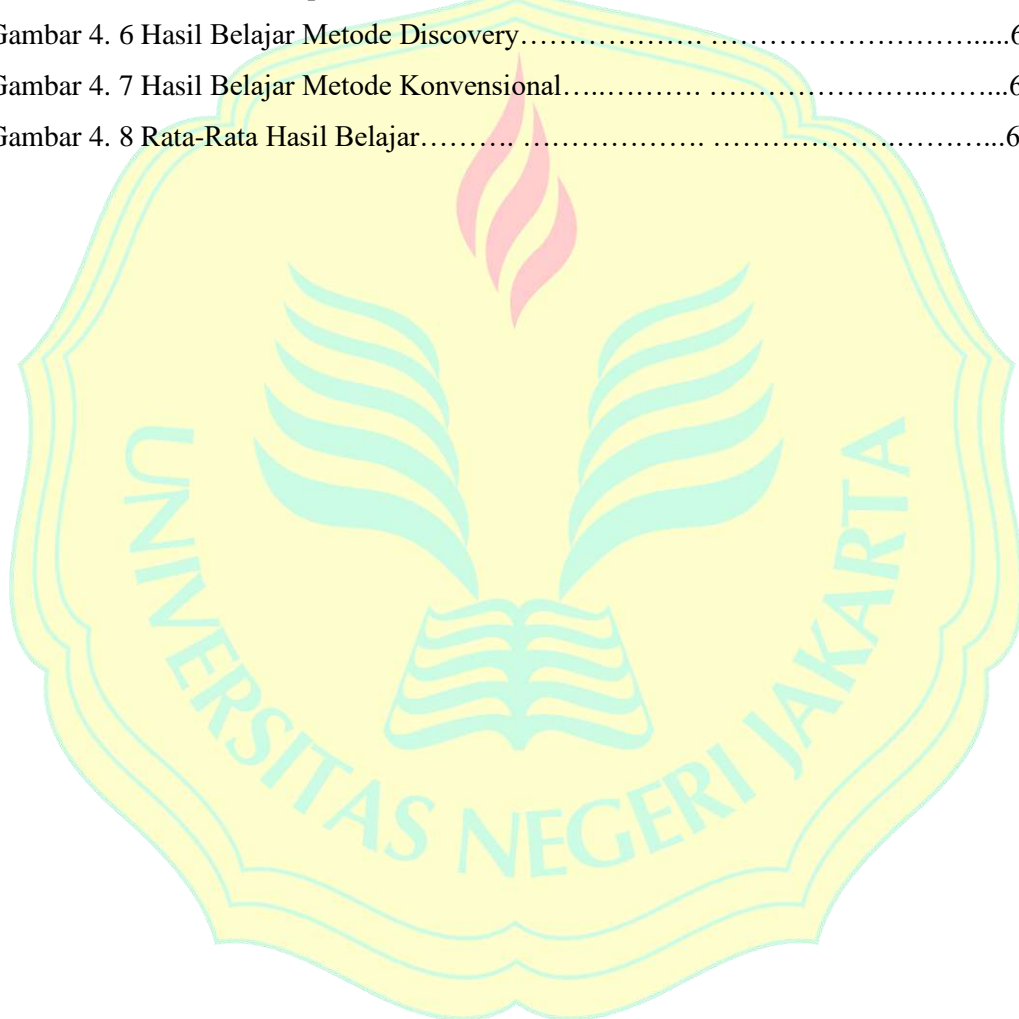 Gambar 4. 6 Hasil Belajar Metode Discovery………………… ……………………….....6
Gambar 4. 7 Hasil Belajar Metode Konvensional…..………. …………………..……...6
Gambar 4. 8 Rata-Rata Hasil Belajar………. ………………. ……………….………...6
UNIVERSITAS NEGERI JAKARTA